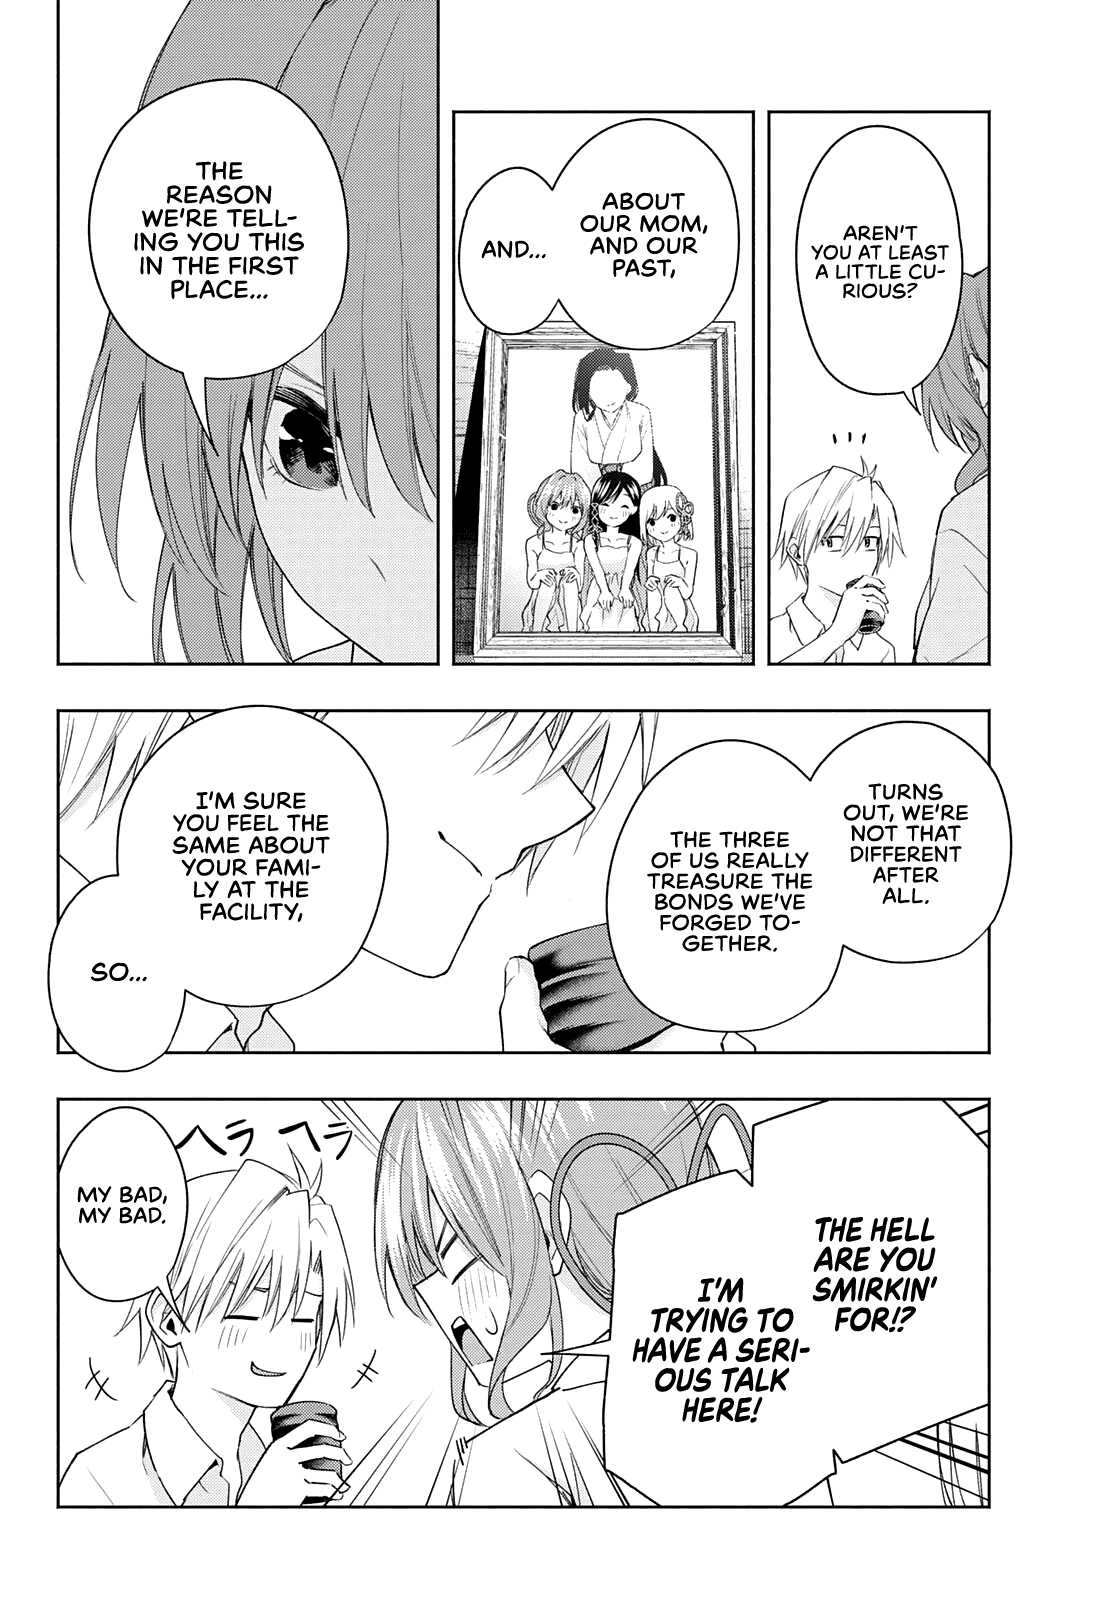 AREN'T
YOU AT LEAST
A LITTLE CU-
RIOUS?
ABOUT
OUR MOM,
AND OUR
PAST,
AND...
THE
REASON
WE'RE TELL-
ING YOU THIS
IN THE FIRST
PLACE...
TURNS
OUT, WE'RE
NOT THAT
DIFFERENT
AFTER
ALL.
THE THREE
OF US REALLY
TREASURE THE
BONDS WE'VE
FORGED TO-
GETHER.
I'M SURE
YOU FEEL THE
SAME ABOUT
YOUR FAMI-
LY AT THE
FACILITY,
SO...
THE HELL
ARE YOU
SMIRKIN'
FOR!?
I'M
TRYING TO
HAVE A SERI-
OUS TALK
HERE!
ヘラ ヘラ
MY BAD,
MY BAD.